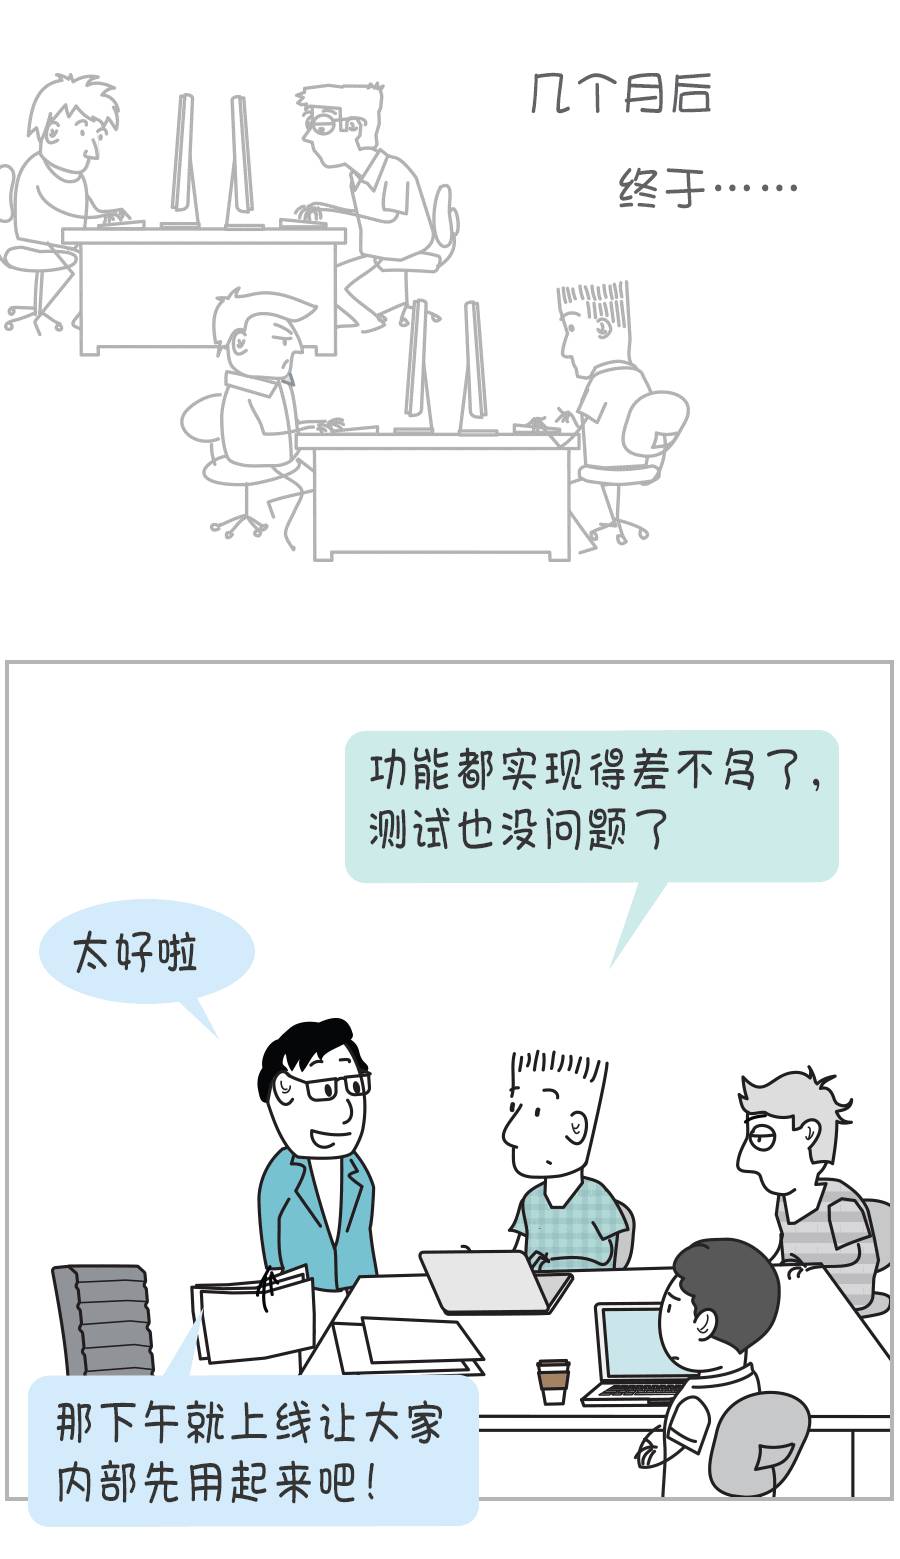 几个月后
终于……
功能都实现得差不多了，
测试也没问题了
太好啦
那下午就上线让大家
内部先用起来吧！